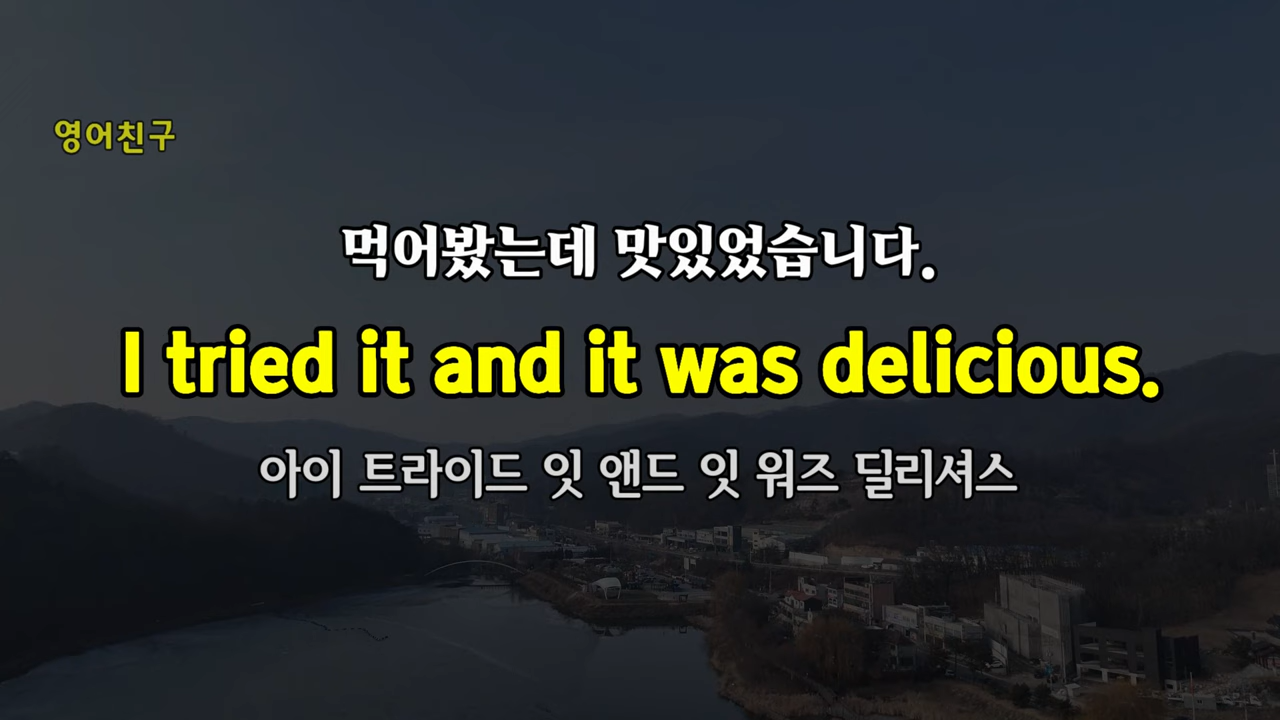 영어친구
먹어봤는데 맛있었습니다.
I tried it and it was delicious.
아이 트라이드 잇 앤드 잇 워즈 딜리셔스